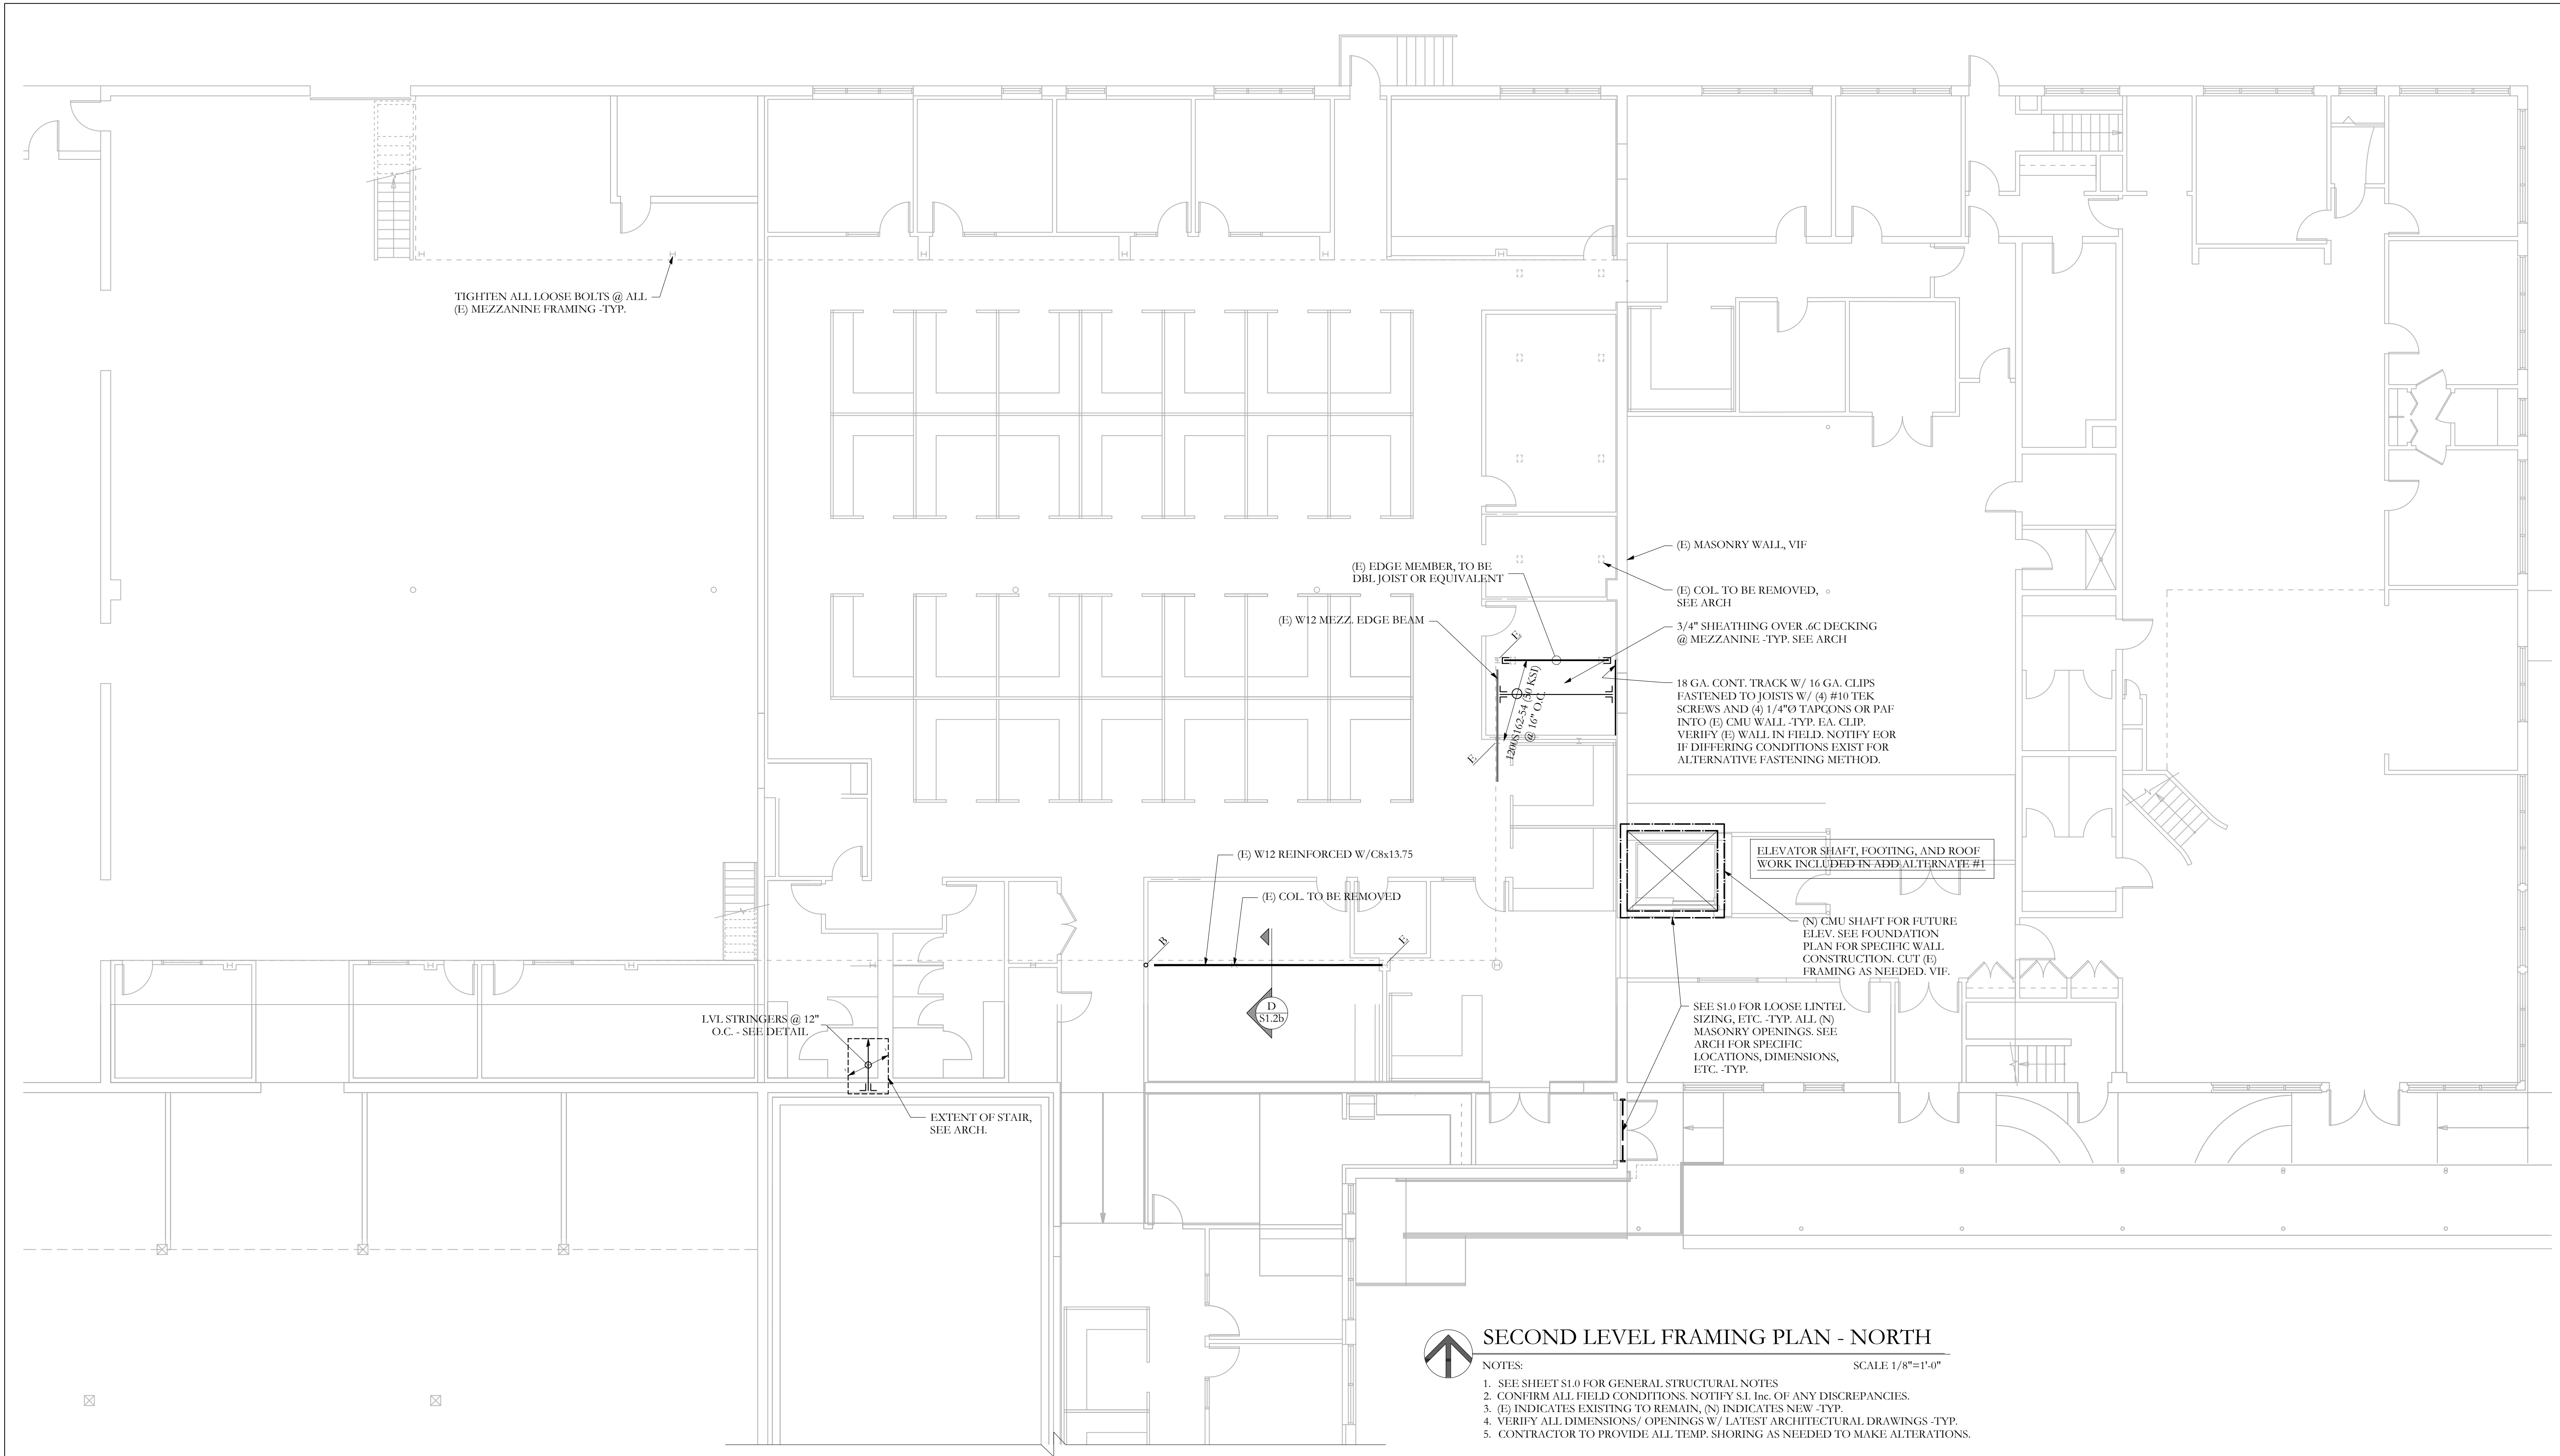 TIGHTEN ALL LOOSE BOLTS @ ALL
(E) MEZZANINE FRAMING -TYP.
(E) MASONRY WALL, VIF
(E) EDGE MEMBER, TO BE
DBL JOIST OR EQUIVALENT
(E) COL. TO BE REMOVED,
SEE ARCH
(E) W12 MEZZ. EDGE BEAM
3/4" SHEATHING OVER .6C DECKING
@ MEZZANINE -TYP. SEE ARCH
E
1200S162-54 (50 KSI)
@ 16" O.C.
E
18 GA. CONT. TRACK W/ 16 GA. CLIPS
FASTENED TO JOISTS W/ (4) #10 TEK
SCREWS AND (4) 1/4"Ø TAPCONS OR PAF
INTO (E) CMU WALL -TYP. EA. CLIP.
VERIFY (E) WALL IN FIELD. NOTIFY EOR
IF DIFFERING CONDITIONS EXIST FOR
ALTERNATIVE FASTENING METHOD.
(E) W12 REINFORCED W/C8x13.75
(E) COL. TO BE REMOVED
B
E
D
S1.2b
ELEVATOR SHAFT, FOOTING, AND ROOF
WORK INCLUDED IN ADD ALTERNATE #1
(N) CMU SHAFT FOR FUTURE
ELEV. SEE FOUNDATION
PLAN FOR SPECIFIC WALL
CONSTRUCTION. CUT (E)
FRAMING AS NEEDED. VIF.
SEE S1.0 FOR LOOSE LINTEL
SIZING, ETC. -TYP. ALL (N)
MASONRY OPENINGS. SEE
ARCH FOR SPECIFIC
LOCATIONS, DIMENSIONS,
ETC. -TYP.
LVL STRINGERS @ 12"
O.C. - SEE DETAIL
EXTENT OF STAIR,
SEE ARCH.
SECOND LEVEL FRAMING PLAN - NORTH
NOTES:
SCALE 1/8"=1'-0"
1. SEE SHEET S1.0 FOR GENERAL STRUCTURAL NOTES
2. CONFIRM ALL FIELD CONDITIONS. NOTIFY S.I. Inc. OF ANY DISCREPANCIES.
3. (E) INDICATES EXISTING TO REMAIN, (N) INDICATES NEW -TYP.
4. VERIFY ALL DIMENSIONS/ OPENINGS W/ LATEST ARCHITECTURAL DRAWINGS -TYP.
5. CONTRACTOR TO PROVIDE ALL TEMP. SHORING AS NEEDED TO MAKE ALTERATIONS.